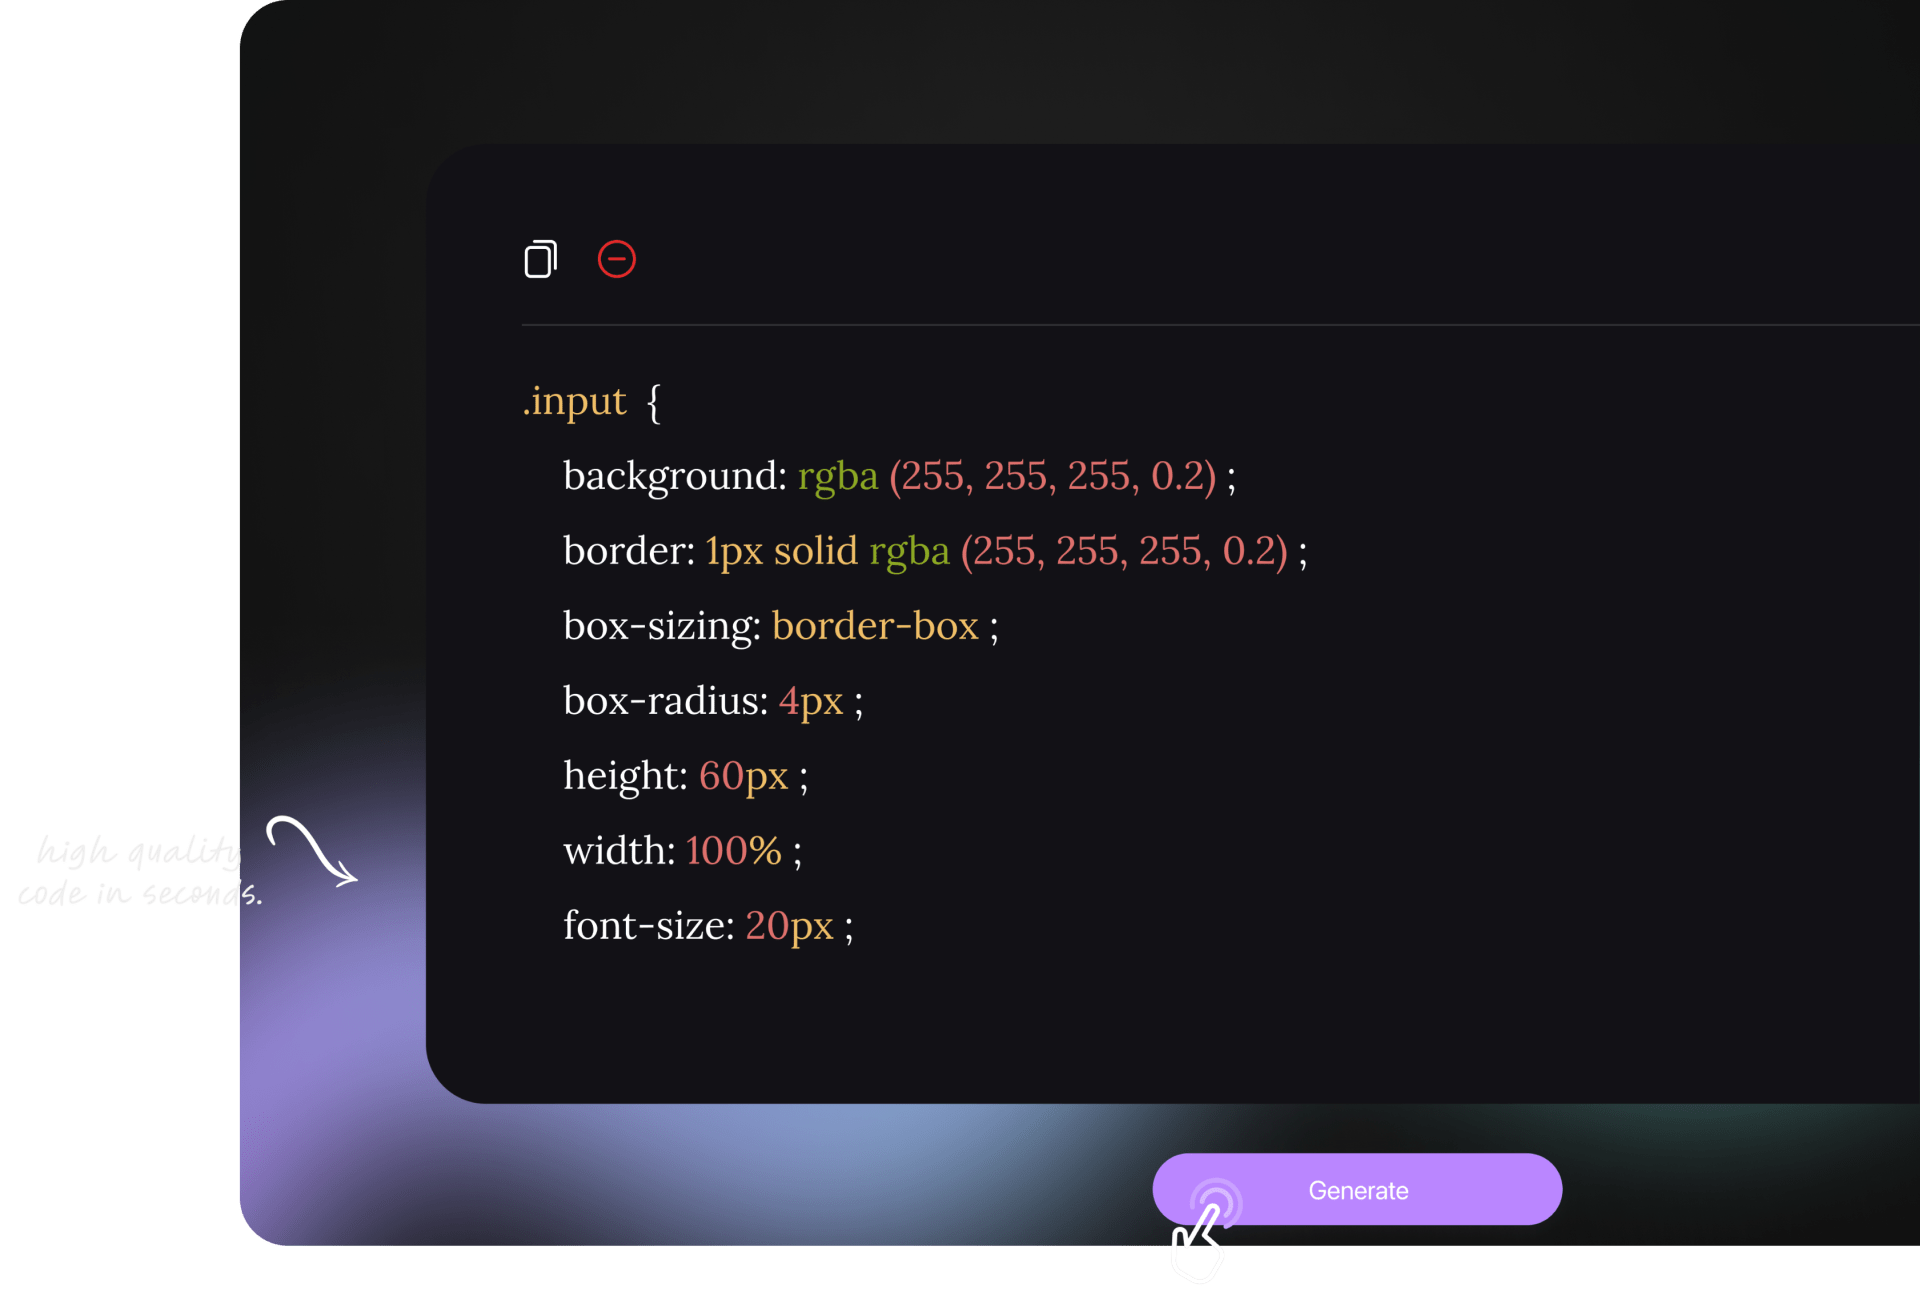 .input {
background: rgba (255, 255, 255, 0.2) ;
border: 1px solid rgba (255, 255, 255, 0.2) ;
box-sizing: border-box ;
box-radius: 4px ;
height: 60px ;
width: 100% ;
font-size: 20px ;
high quality
code in seconds.
Generate